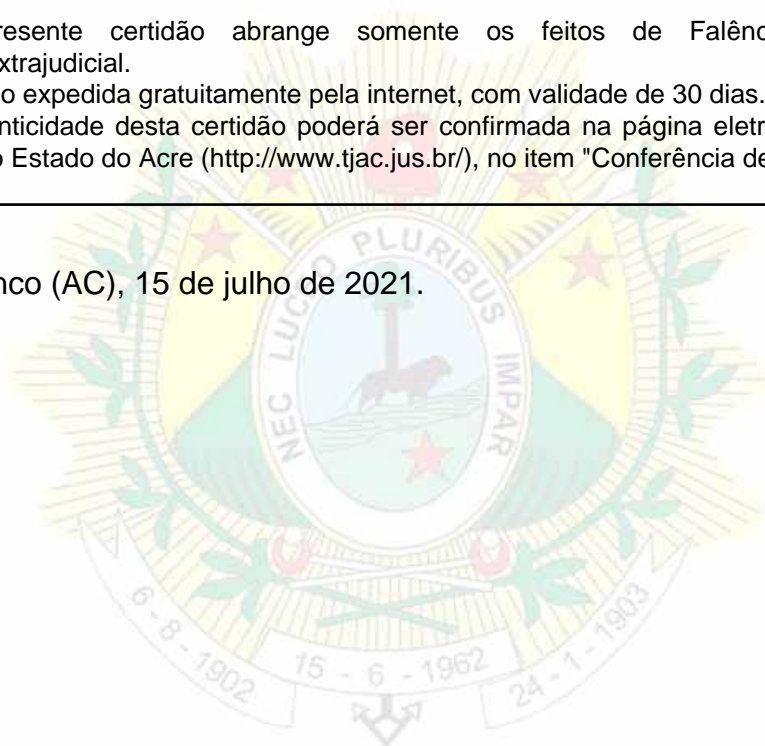 resente certidão abrange somente os feitos de Falênc
xtrajudicial.
o expedida gratuitamente pela internet, com validade de 30 dias.
nticidade desta certidão poderá ser confirmada na página eletr
o Estado do Acre (http://www.tjac.jus.br/), no item "Conferência de
nco (AC), 15 de julho de 2021.
NEC LUCEO PLURIBUS IMPAR
6 - 8 - 1902
15 - 6 - 1962
24 - 1 - 1903